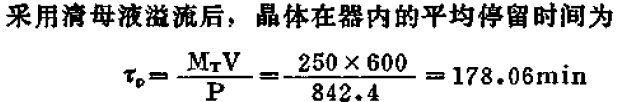 采用清母液溢流后，晶体在器内的平均停留时间为
τₚ= M_T V / P = 250×600 / 842.4 =178.06min